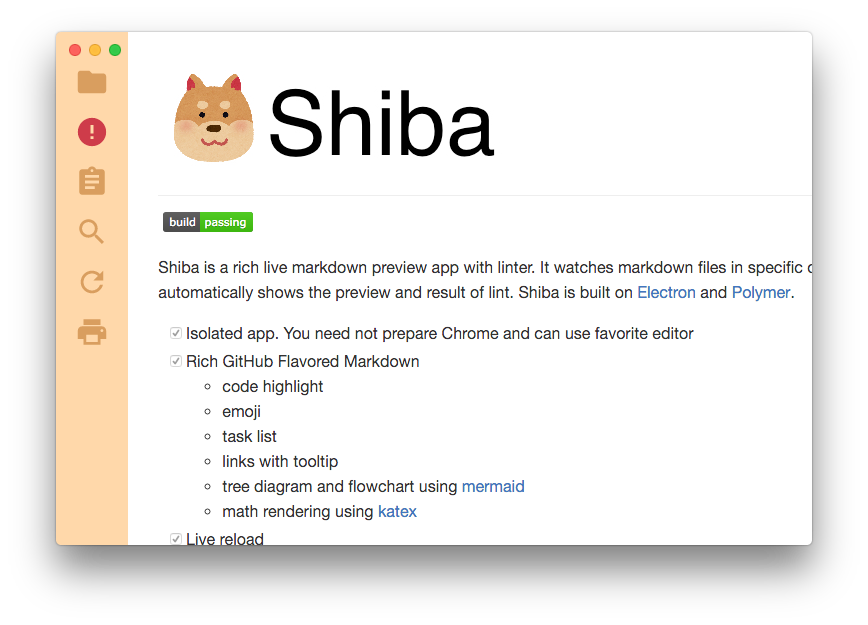 Shiba
build passing
Shiba is a rich live markdown preview app with linter. It watches markdown files in specific
automatically shows the preview and result of lint. Shiba is built on Electron and Polymer.
Isolated app. You need not prepare Chrome and can use favorite editor
Rich GitHub Flavored Markdown
code highlight
emoji
task list
links with tooltip
tree diagram and flowchart using mermaid
math rendering using katex
Live reload